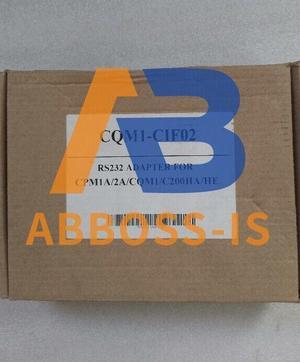 CQM1-CIF02
RS232 ADAPTER FOR
CPM1A/2A/CQM1/C200HA/HE
AB
ABBOSS-IS